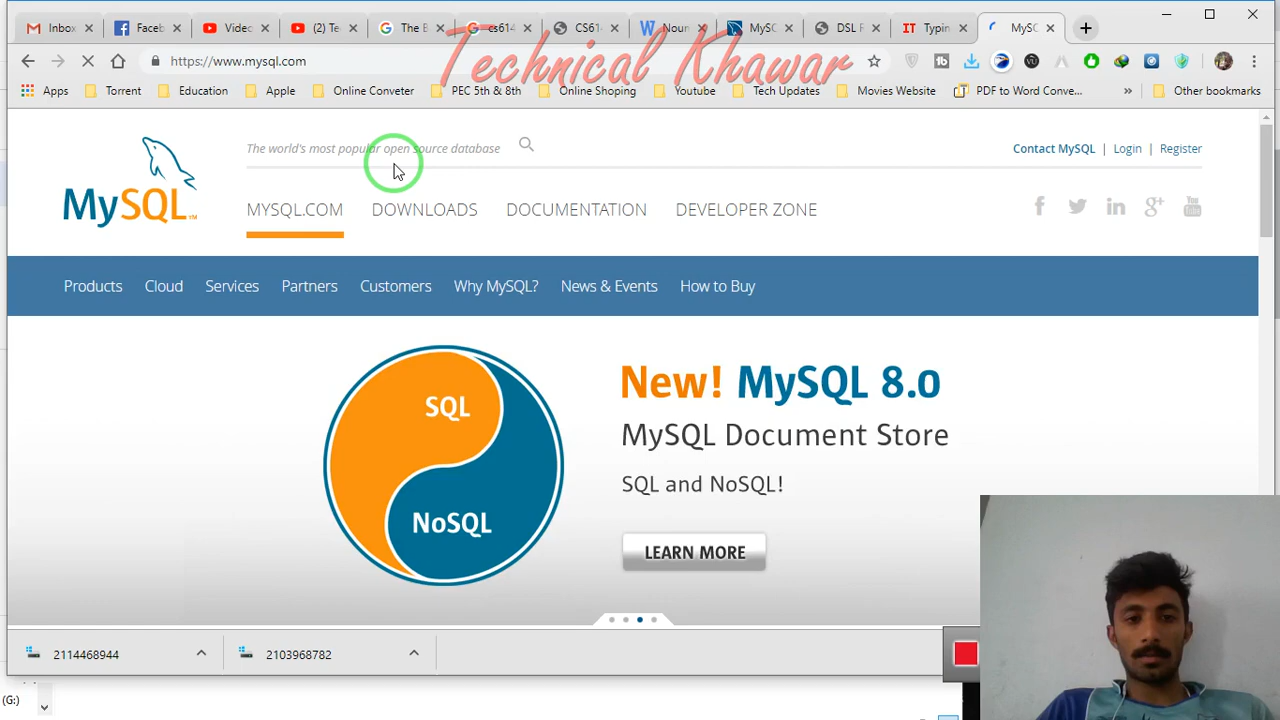 Inbox Faceb Video (2) Te The B cs614 CS61 Noun MySC DSL F IT Typin MySC
https://www.mysql.com
Technical Khawar
Apps Torrent Education Apple Online Conveter PEC 5th & 8th Online Shoping Youtube Tech Updates Movies Website PDF to Word Conve... » Other bookmarks
The world's most popular open source database
Contact MySQL | Login | Register
MySQL
MYSQL.COM DOWNLOADS DOCUMENTATION DEVELOPER ZONE
Products Cloud Services Partners Customers Why MySQL? News & Events How to Buy
SQL
NoSQL
New! MySQL 8.0
MySQL Document Store
SQL and NoSQL!
LEARN MORE
2114468944 2103968782
(G:)